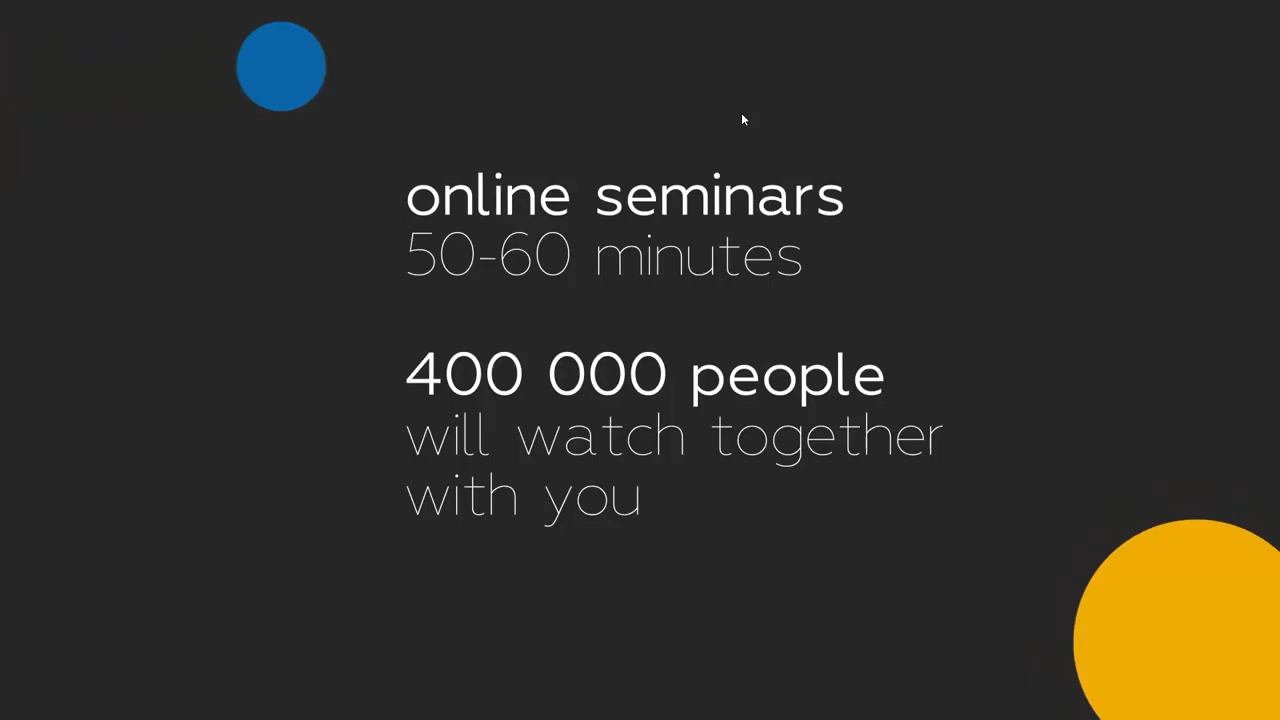 online seminars
50-60 minutes
400 000 people
will watch together
with you